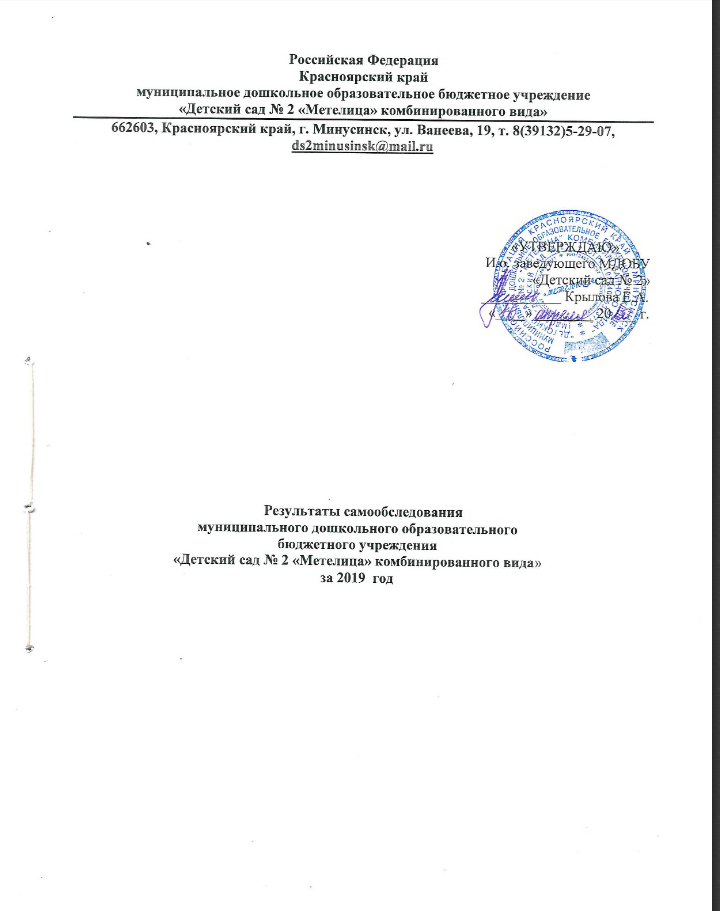 Российская Федерация
Красноярский край
муниципальное дошкольное образовательное бюджетное учреждение
«Детский сад № 2 «Метелица» комбинированного вида»
662603, Красноярский край, г. Минусинск, ул. Ванеева, 19, т. 8(39132)5-29-07,
ds2minusinsk@mail.ru
«УТВЕРЖДАЮ»
И.о. заведующего МДОБУ
«Детский сад № 2»
Крылова Е.А.
апреля 20 г.
Результаты самообследования
муниципального дошкольного образовательного
бюджетного учреждения
«Детский сад № 2 «Метелица» комбинированного вида»
за 2019 год